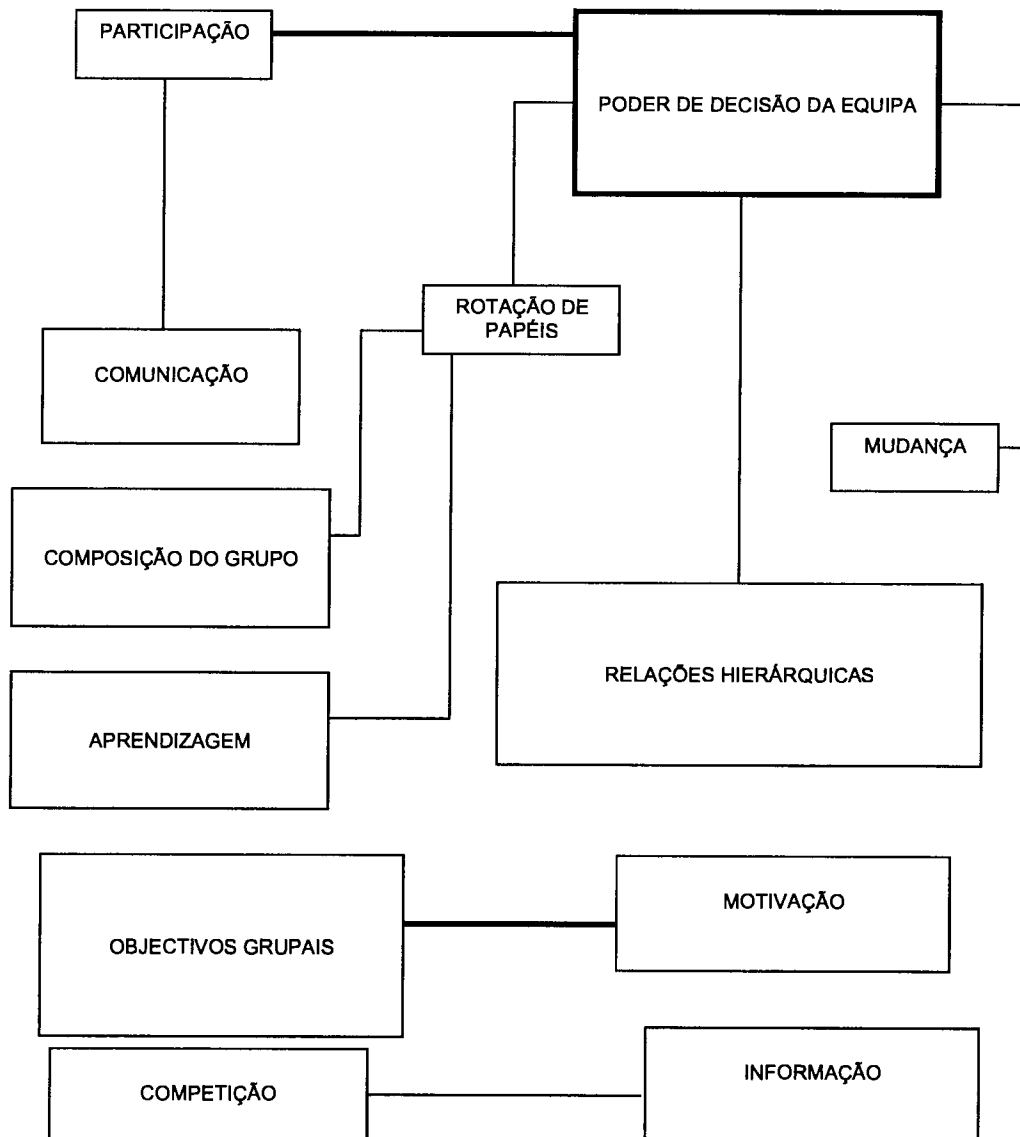 PARTICIPAÇÃO
PODER DE DECISÃO DA EQUIPA
ROTAÇÃO DE
PAPÉIS
COMUNICAÇÃO
MUDANÇA
COMPOSIÇÃO DO GRUPO
RELAÇÕES HIERÁRQUICAS
APRENDIZAGEM
MOTIVAÇÃO
OBJECTIVOS GRUPAIS
INFORMAÇÃO
COMPETIÇÃO